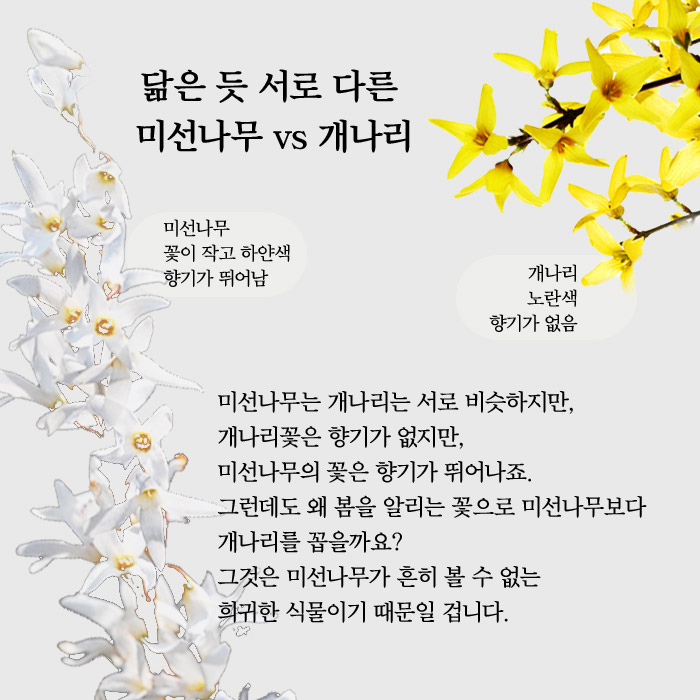 닮은 듯 서로 다른
미선나무 vs 개나리
미선나무
꽃이 작고 하얀색
향기가 뛰어남
개나리
노란색
향기가 없음
미선나무는 개나리는 서로 비슷하지만,
개나리꽃은 향기가 없지만,
미선나무의 꽃은 향기가 뛰어나죠.
그런데도 왜 봄을 알리는 꽃으로 미선나무보다
개나리를 꼽을까요?
그것은 미선나무가 흔히 볼 수 없는
희귀한 식물이기 때문일 겁니다.